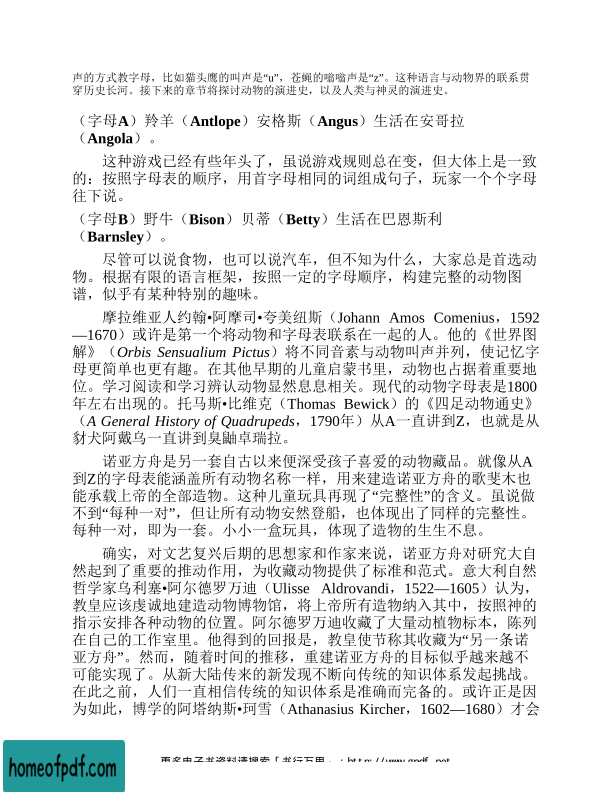 声的方式教字母，比如猫头鹰的叫声是“u”，苍蝇的嗡嗡声是“z”。这种语言与动物界的联系贯
穿历史长河。接下来的章节将探讨动物的演进史，以及人类与神灵的演进史。
（字母A）羚羊（Antlope）安格斯（Angus）生活在安哥拉
（Angola）。
这种游戏已经有些年头了，虽说游戏规则总在变，但大体上是一致
的：按照字母表的顺序，用首字母相同的词组成句子，玩家一个个字母
往下说。
（字母B）野牛（Bison）贝蒂（Betty）生活在巴恩斯利
（Barnsley）。
尽管可以说食物，也可以说汽车，但不知为什么，大家总是首选动
物。根据有限的语言框架，按照一定的字母顺序，构建完整的动物图
谱，似乎有某种特别的趣味。
摩拉维亚人约翰•阿摩司•夸美纽斯（Johann Amos Comenius，1592
—1670）或许是第一个将动物和字母表联系在一起的人。他的《世界图
解》（Orbis Sensualium Pictus）将不同音素与动物叫声并列，使记忆字
母更简单也更有趣。在其他早期的儿童启蒙书里，动物也占据着重要地
位。学习阅读和学习辨认动物显然息息相关。现代的动物字母表是1800
年左右出现的。托马斯•比维克（Thomas Bewick）的《四足动物通史》
（A General History of Quadrupeds，1790年）从A一直讲到Z，也就是从
豺犬阿戴乌一直讲到臭鼬卓瑞拉。
诺亚方舟是另一套自古以来便深受孩子喜爱的动物藏品。就像从A
到Z的字母表能涵盖所有动物名称一样，用来建造诺亚方舟的歌斐木也
能承载上帝的全部造物。这种儿童玩具再现了“完整性”的含义。虽说做
不到“每种一对”，但让所有动物安然登船，也体现出了同样的完整性。
每种一对，即为一套。小小一盒玩具，体现了造物的生生不息。
确实，对文艺复兴后期的思想家和作家来说，诺亚方舟对研究大自
然起到了重要的推动作用，为收藏动物提供了标准和范式。意大利自然
哲学家乌利塞•阿尔德罗万迪（Ulisse Aldrovandi，1522—1605）认为，
教皇应该虔诚地建造动物博物馆，将上帝所有造物纳入其中，按照神的
指示安排各种动物的位置。阿尔德罗万迪收藏了大量动植物标本，陈列
在自己的工作室里。他得到的回报是，教皇使节称其收藏为“另一条诺
亚方舟”。然而，随着时间的推移，重建诺亚方舟的目标似乎越来越不
可能实现了。从新大陆传来的新发现不断向传统的知识体系发起挑战。
在此之前，人们一直相信传统的知识体系是准确而完备的。或许正是因
为如此，博学的阿塔纳斯•珂雪（Athanasius Kircher，1602—1680）才会
homeofpdf.com